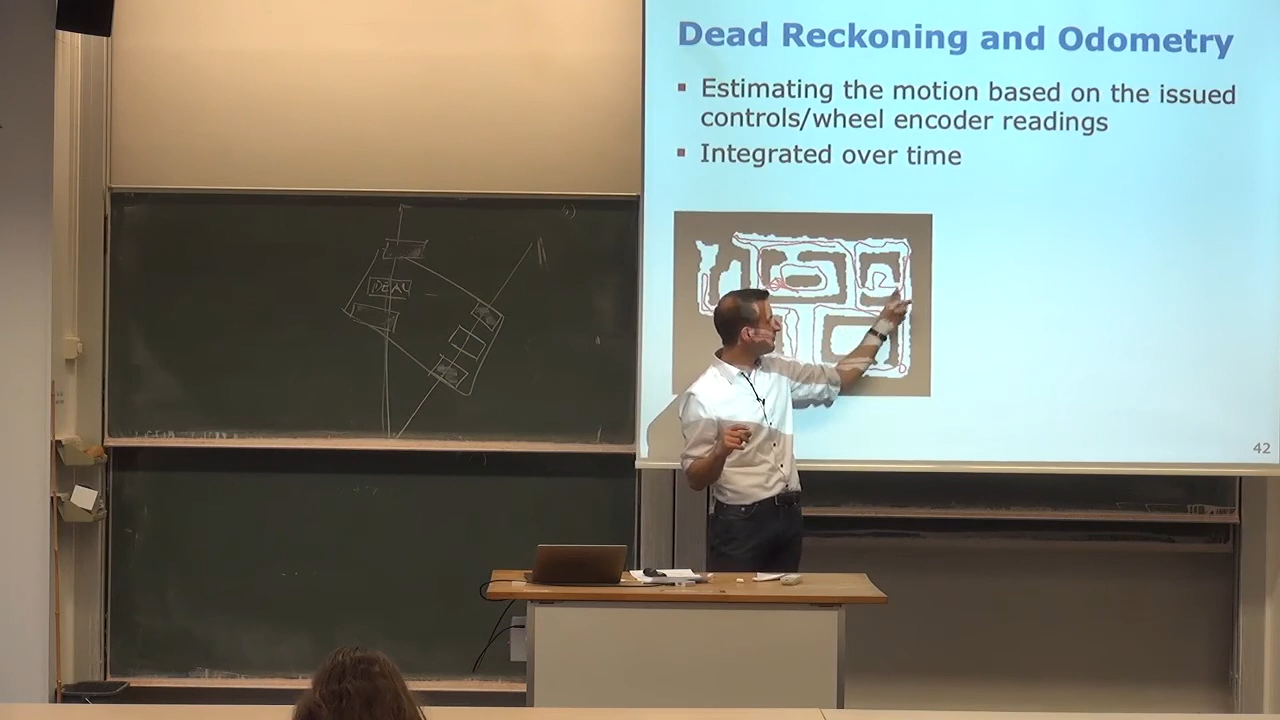 Dead Reckoning and Odometry
Estimating the motion based on the issued
controls/wheel encoder readings
Integrated over time
42